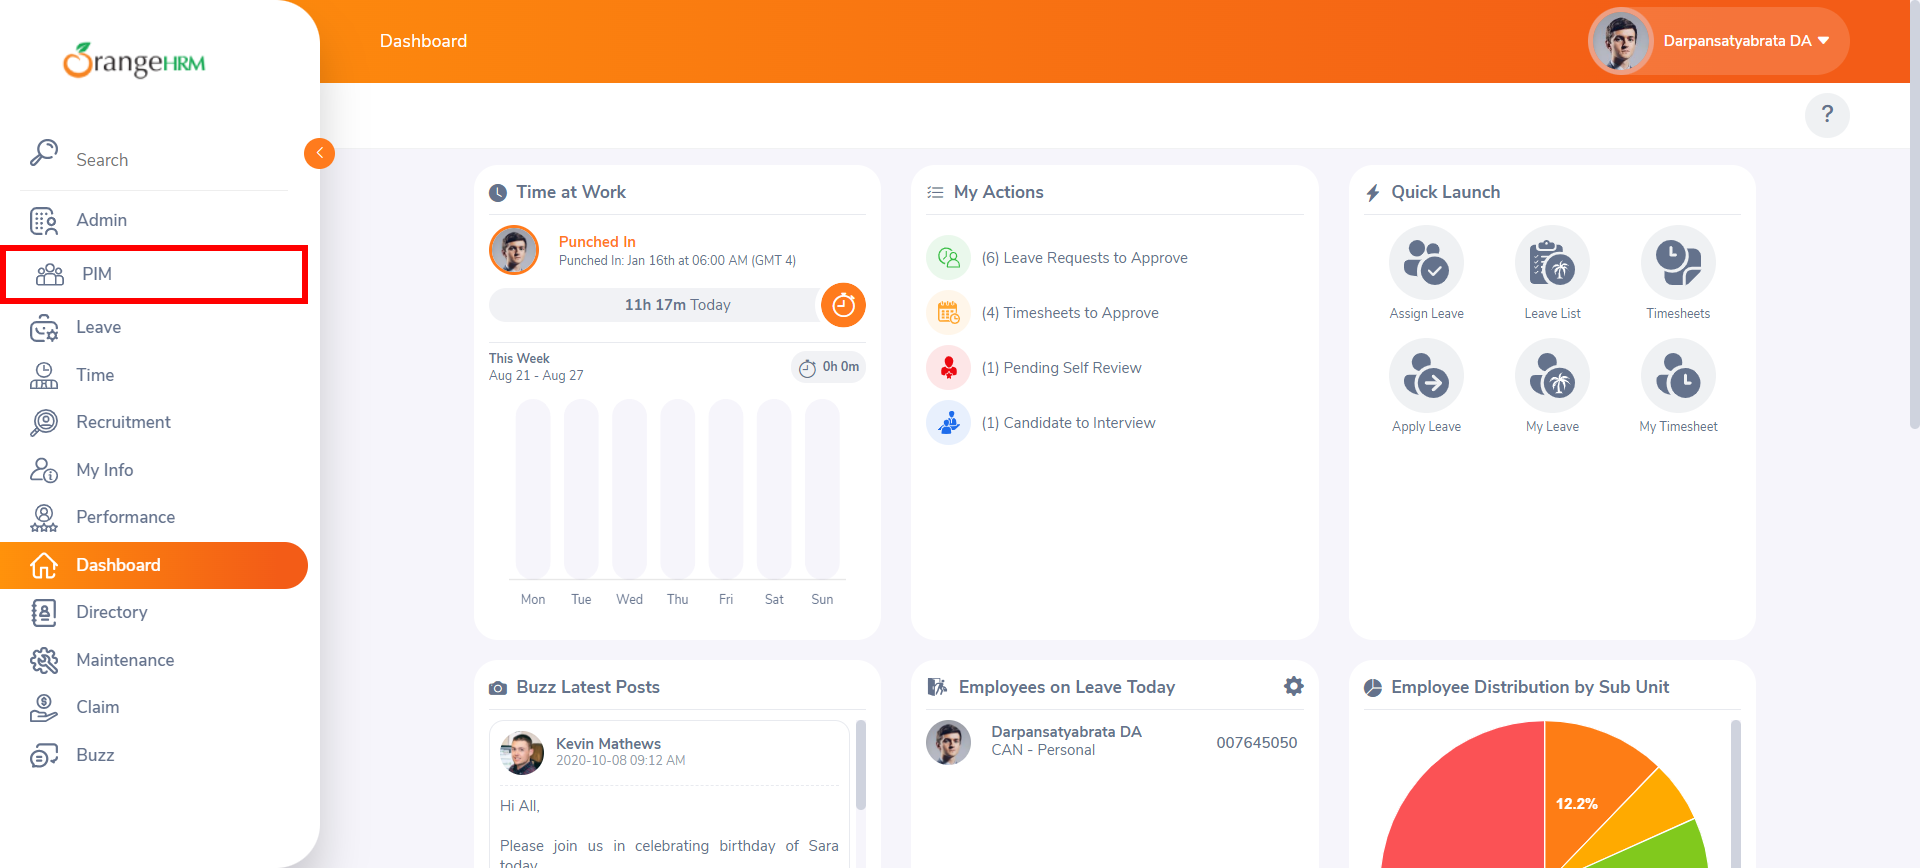 OrangeHRM
Dashboard
Darpansatyabrata DA
?
Search
Admin
PIM
Leave
Time
Recruitment
My Info
Performance
Dashboard
Directory
Maintenance
Claim
Buzz
Time at Work
Punched In
Punched In: Jan 16th at 06:00 AM (GMT 4)
11h 17m Today
This Week
Aug 21 - Aug 27
0h 0m
Mon Tue Wed Thu Fri Sat Sun
My Actions
(6) Leave Requests to Approve
(4) Timesheets to Approve
(1) Pending Self Review
(1) Candidate to Interview
Quick Launch
Assign Leave Leave List Timesheets
Apply Leave My Leave My Timesheet
Buzz Latest Posts
Kevin Mathews
2020-10-08 09:12 AM
Hi All,
Please join us in celebrating birthday of Sara
today
Employees on Leave Today
Darpansatyabrata DA
CAN - Personal
007645050
Employee Distribution by Sub Unit
12.2%